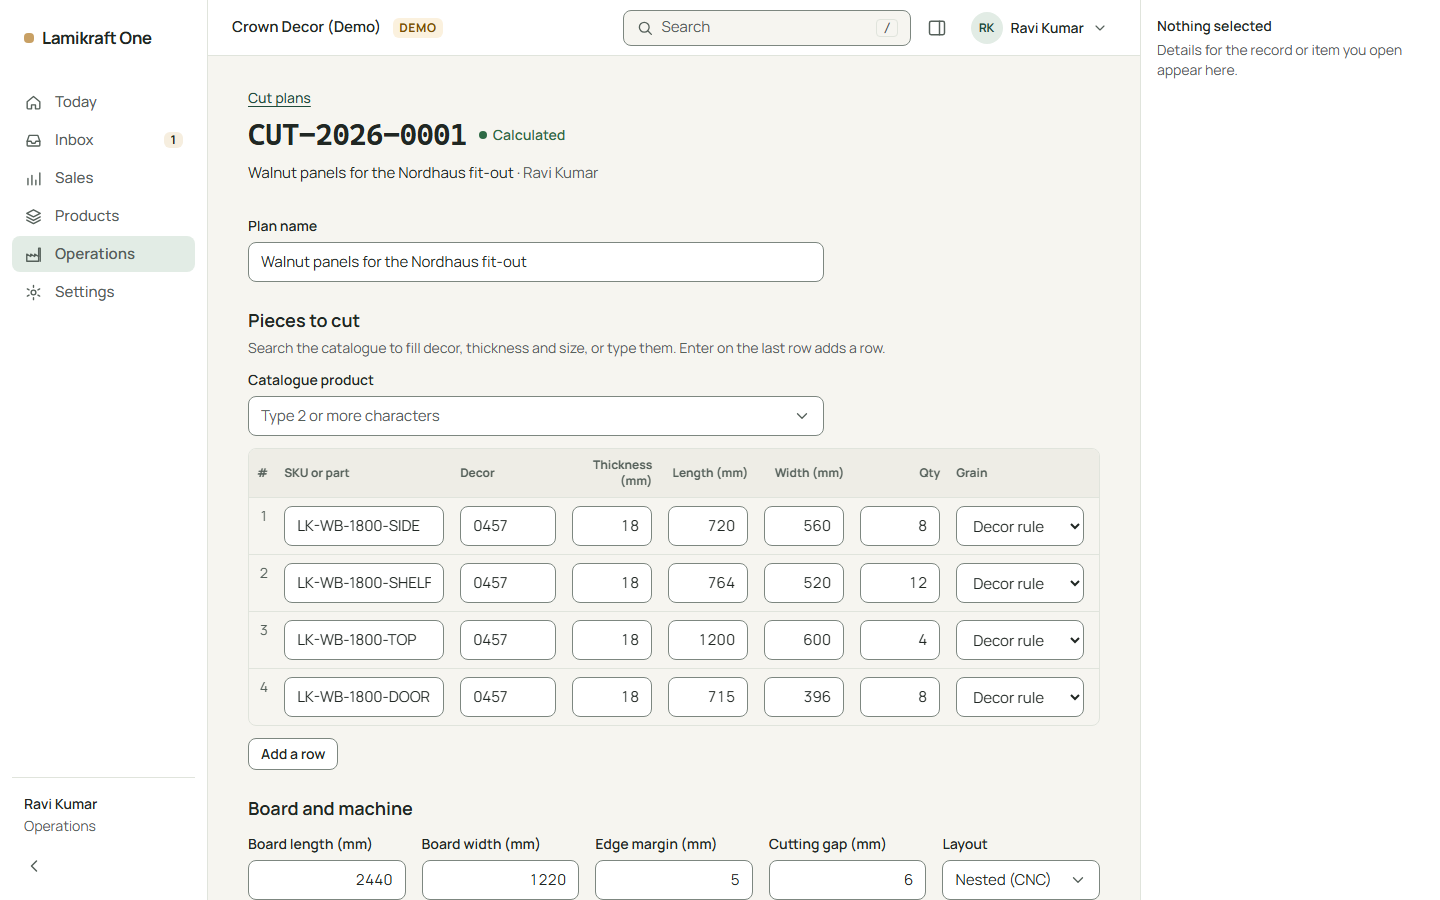 Lamikraft One
Today
Inbox 1
Sales
Products
Operations
Settings
Ravi Kumar
Operations
Crown Decor (Demo) DEMO
Search /
RK Ravi Kumar
Cut plans
CUT-2026-0001 Calculated
Walnut panels for the Nordhaus fit-out · Ravi Kumar
Plan name
Walnut panels for the Nordhaus fit-out
Pieces to cut
Search the catalogue to fill decor, thickness and size, or type them. Enter on the last row adds a row.
Catalogue product
Type 2 or more characters
# SKU or part Decor Thickness (mm) Length (mm) Width (mm) Qty Grain
1 LK-WB-1800-SIDE 0457 18 720 560 8 Decor rule
2 LK-WB-1800-SHELF 0457 18 764 520 12 Decor rule
3 LK-WB-1800-TOP 0457 18 1200 600 4 Decor rule
4 LK-WB-1800-DOOR 0457 18 715 396 8 Decor rule
Add a row
Board and machine
Board length (mm) Board width (mm) Edge margin (mm) Cutting gap (mm) Layout
2440 1220 5 6 Nested (CNC)
Nothing selected
Details for the record or item you open
appear here.